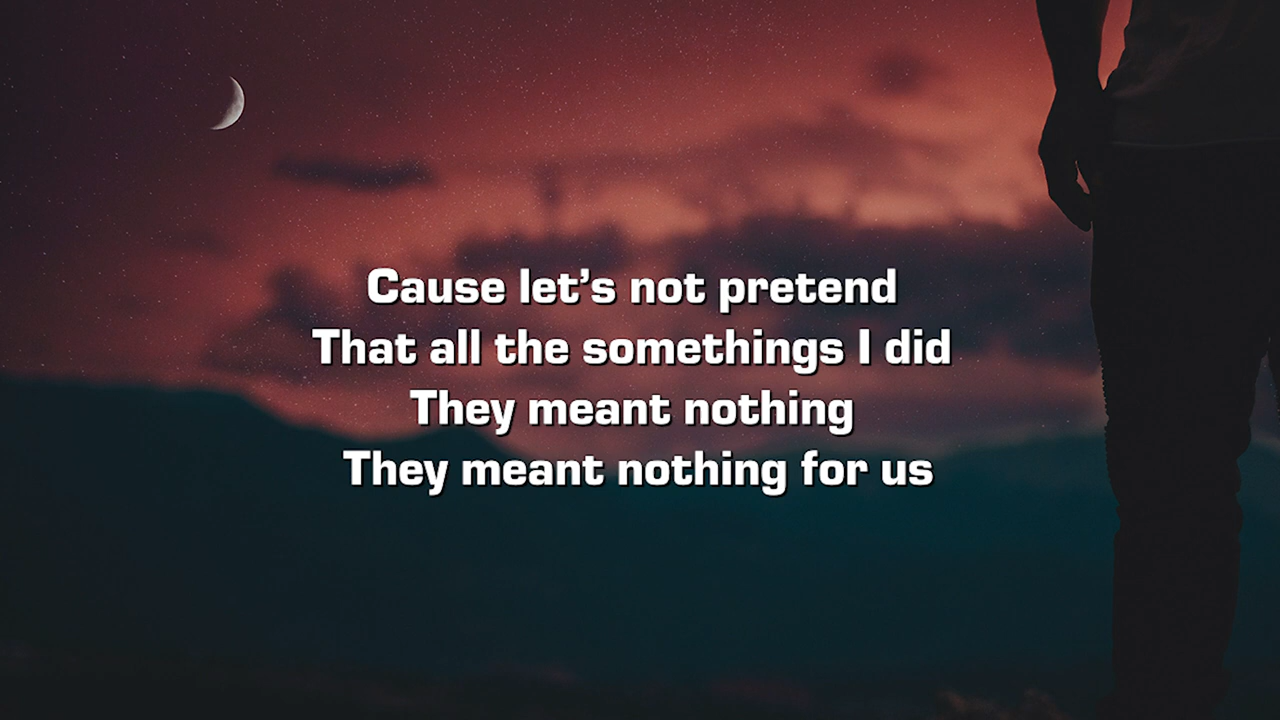 Cause let’s not pretend
That all the somethings I did
They meant nothing
They meant nothing for us